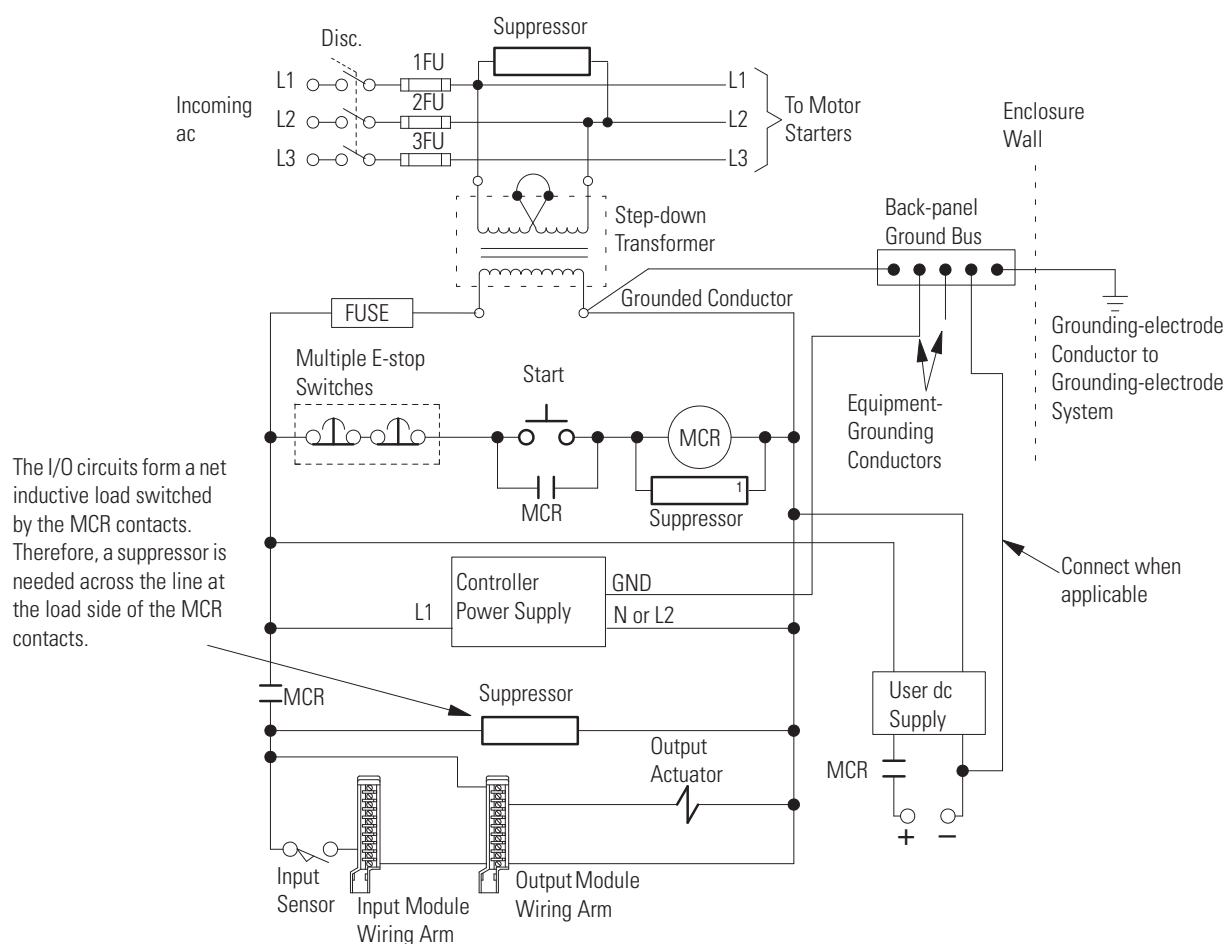 Suppressor
Disc.
1FU
L1
L1
Incoming
ac
2FU
L2
L2
To Motor
Starters
3FU
L3
L3
Enclosure
Wall
Step-down
Transformer
Back-panel
Ground Bus
Grounded Conductor
FUSE
Grounding-electrode
Conductor to
Grounding-electrode
System
Multiple E-stop
Switches
Start
Equipment-
Grounding
Conductors
MCR
MCR
1
Suppressor
The I/O circuits form a net
inductive load switched
by the MCR contacts.
Therefore, a suppressor is
needed across the line at
the load side of the MCR
contacts.
Connect when
applicable
Controller
Power Supply
GND
L1
N or L2
MCR
Suppressor
User dc
Supply
Output
Actuator
MCR
+
–
Input
Sensor
Input Module
Wiring Arm
Output Module
Wiring Arm